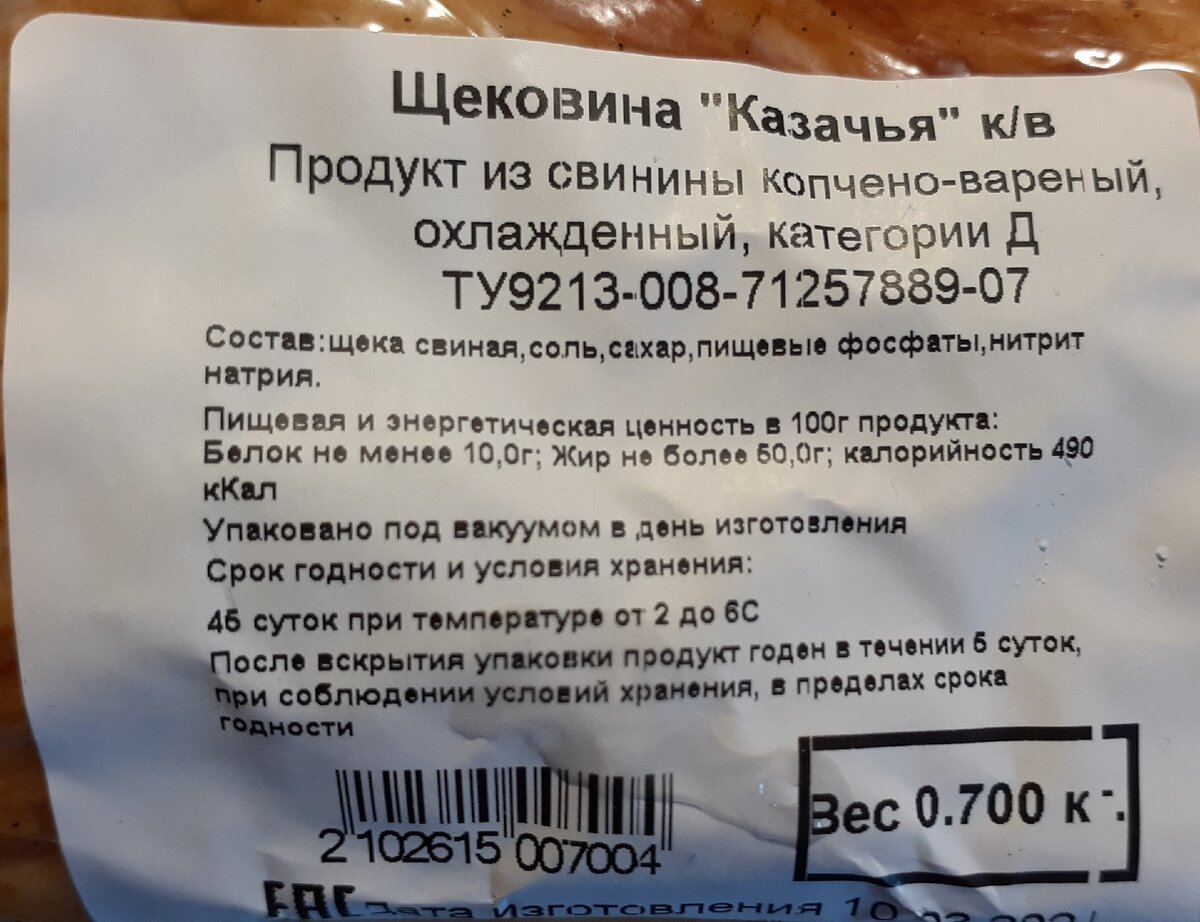 Щековина "Казачья" к/в
Продукт из свинины копчено-вареный,
охлажденный, категории Д
ТУ9213-008-71257889-07
Состав:щека свиная,соль,сахар,пищевые фосфаты,нитрит
натрия.
Пищевая и энергетическая ценность в 100г продукта:
Белок не менее 10,0г; Жир не более 50,0г; калорийность 490
кКал
Упаковано под вакуумом в день изготовления
Срок годности и условия хранения:
45 суток при температуре от 2 до 6С
После вскрытия упаковки продукт годен в течении 5 суток,
при соблюдении условий хранения, в пределах срока
годности
Вес 0.700 к
2 102615 007004
ЕАС Дата изготовления